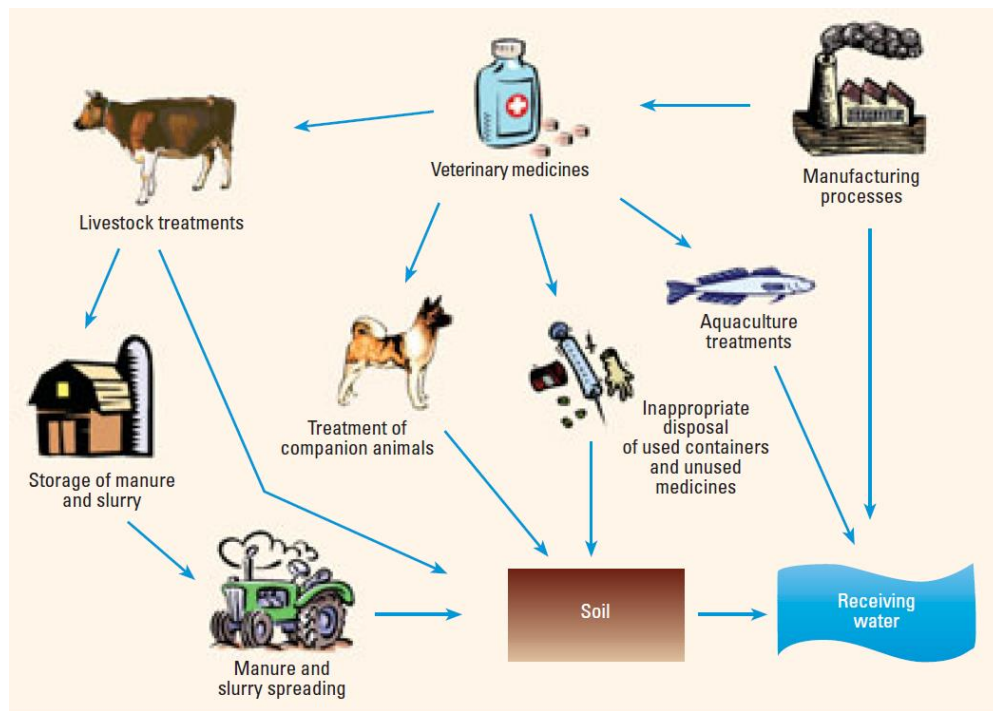 Veterinary medicines
Manufacturing
processes
Livestock treatments
Aquaculture
treatments
Inappropriate
disposal
of used containers
and unused
medicines
Treatment of
companion animals
Storage of manure
and slurry
Soil
Receiving
water
Manure and
slurry spreading